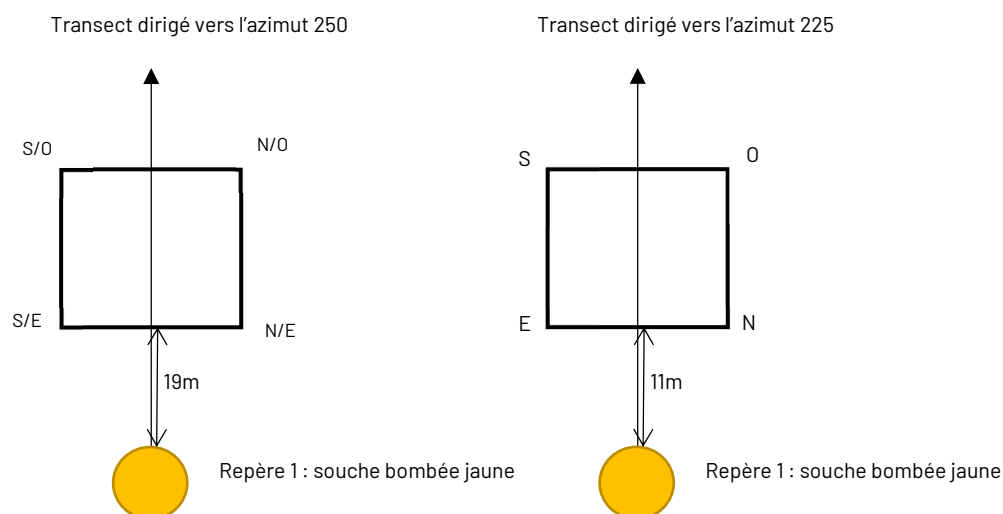 Transect dirigé vers l'azimut 250
S/O
N/O
S/E
N/E
19m
Repère 1 : souche bombée jaune
Transect dirigé vers l'azimut 225
S
O
E
N
11m
Repère 1 : souche bombée jaune